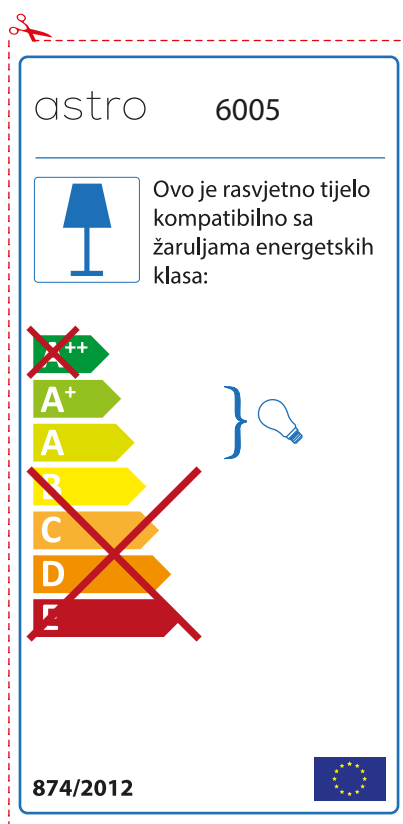 astro 6005
Ovo je rasvjetno tijelo
kompatibilno sa
žaruljama energetskih
klasa:
A++
A+
A
B
C
D
E
874/2012